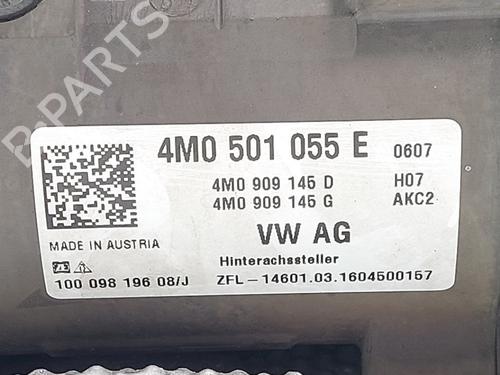 B-PARTS
4M0 501 055 E 0607
4M0 909 145 D H07
4M0 909 145 G AKC2
MADE IN AUSTRIA VW AG
Hinterachssteller
100 098 196 08/J ZFL-14601.03.1604500157